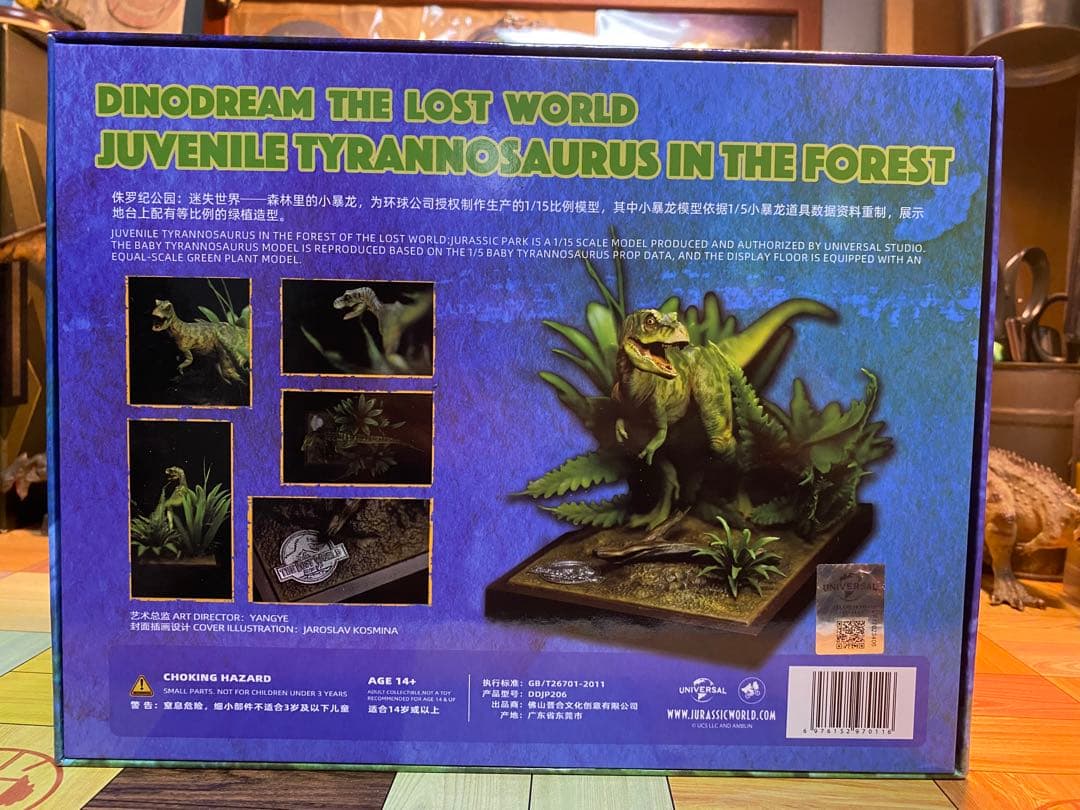 DINODREAM THE LOST WORLD
JUVENILE TYRANNOSAURUS IN THE FOREST
侏罗纪公园：迷失世界——森林里的小暴龙，为环球公司授权制作生产的1/15比例模型，其中小暴龙模型依据1/5小暴龙道具数据资料重制，展示
地台上配有等比例的绿植造型。
JUVENILE TYRANNOSAURUS IN THE FOREST OF THE LOST WORLD:JURASSIC PARK IS A 1/15 SCALE MODEL PRODUCED AND AUTHORIZED BY UNIVERSAL STUDIO.
THE BABY TYRANNOSAURUS MODEL IS REPRODUCED BASED ON THE 1/5 BABY TYRANNOSAURUS PROP DATA, AND THE DISPLAY FLOOR IS EQUIPPED WITH AN
EQUAL-SCALE GREEN PLANT MODEL.
THE LOST WORLD
UNIVERSAL
艺术总监 ART DIRECTOR：YANGYE
封面插画设计 COVER ILLUSTRATION：JAROSLAV KOSMINA
CHOKING HAZARD
SMALL PARTS. NOT FOR CHILDREN UNDER 3 YEARS
警告：窒息危险，细小部件不适合3岁及以下儿童
AGE 14+
ADULT COLLECTIBLE,NOT A TOY
RECOMMENDED FOR AGE 14 & UP
适合14岁或以上
执行标准：GB/T26701-2011
产品型号：DDJP206
出品商：佛山晋合文化创意有限公司
产地：广东省东莞市
UNIVERSAL
WWW.JURASSICWORLD.COM
© UCS LLC AND AMBLIN
6 976132 970116